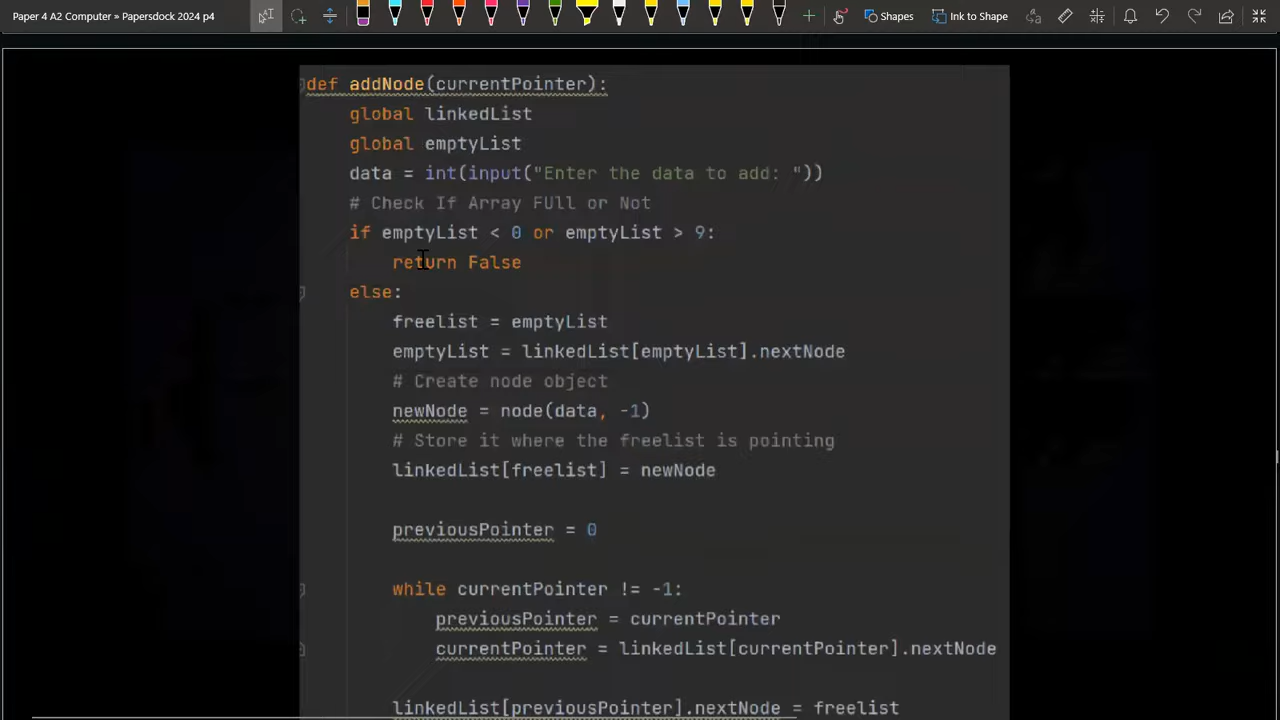 Paper 4 A2 Computer » Papersdock 2024 p4
Shapes
Ink to Shape
def addNode(currentPointer):
global linkedList
global emptyList
data = int(input("Enter the data to add: "))
# Check If Array FUll or Not
if emptyList < 0 or emptyList > 9:
return False
else:
freelist = emptyList
emptyList = linkedList[emptyList].nextNode
# Create node object
newNode = node(data, -1)
# Store it where the freelist is pointing
linkedList[freelist] = newNode
previousPointer = 0
while currentPointer != -1:
previousPointer = currentPointer
currentPointer = linkedList[currentPointer].nextNode
linkedList[previousPointer].nextNode = freelist